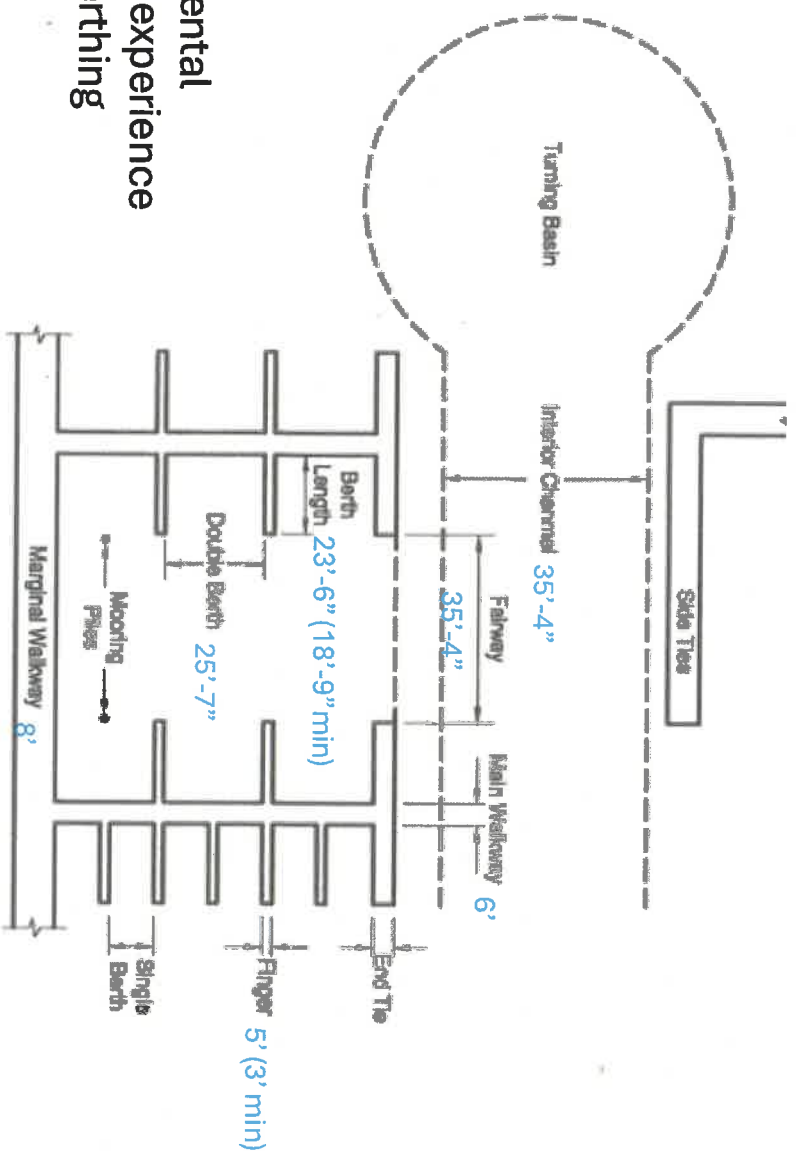 ental
experience
erthing
Turning Basin
Interior Channel 35'-4"
Side Ties
Fairway
35'-4"
Main Walkway 6'
Berth
Length 23'-6" (18'-9" min)
Double Berth 25'-7"
Mooring
Piles
Marginal Walkway 8'
End Tie
Finger 5' (3' min)
Single
Berth